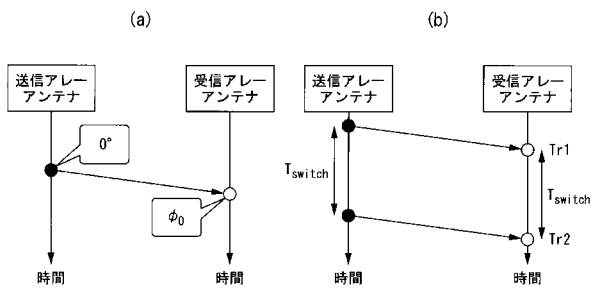 (a)
送信アレー
アンテナ
受信アレー
アンテナ
0°
φ0
時間
時間
(b)
送信アレー
アンテナ
受信アレー
アンテナ
Tswitch
Tr1
Tswitch
Tr2
時間
時間